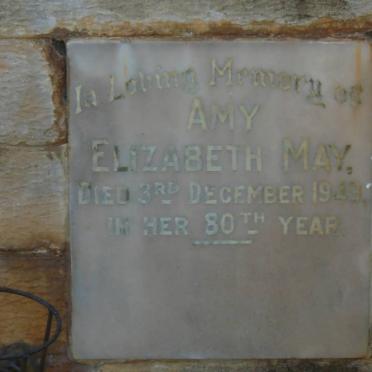 In Loving Memory of
AMY
ELIZABETH MAY,
DIED 3RD DECEMBER
IN HER 80TH YEAR.